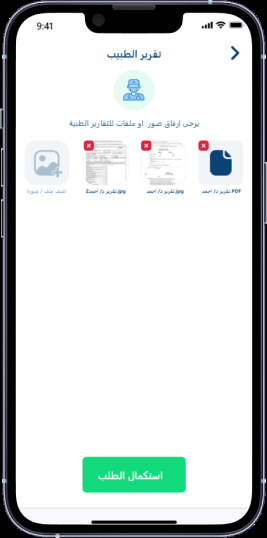 9:41
تقرير الطبيب
يرجى ارفاق صور او ملفات للتقارير الطبية
تقرير د/ احمد.PDF
تقرير د/ احمد.jpg
تقرير د/ احمد2.jpg
اضف ملف / صورة
استكمال الطلب